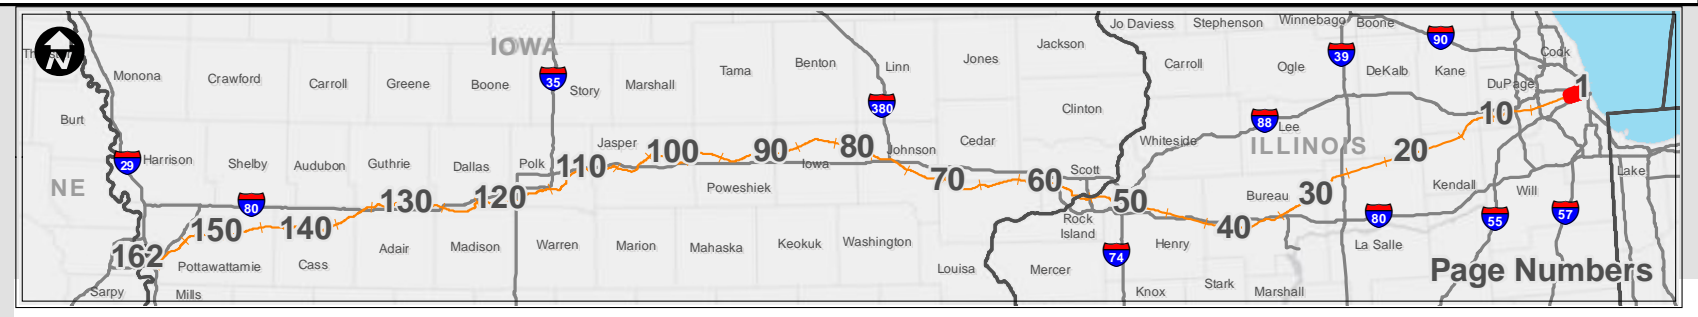 Jo Daviess Stephenson Winnebago Boone
IOWA
Jackson
90
39
Cook
N
Monona Crawford Carroll Greene Boone 35 Story Marshall Tama Benton Linn Jones Carroll Ogle DeKalb Kane
DuPage 1
380
Burt
Clinton
10
88 Lee
Whiteside
ILLINOIS
Jasper
29 Harrison Shelby Audubon Guthrie Dallas Polk 110 100 90 80 Johnson Cedar
Iowa
20
Scott
Lake
NE
80
Poweshiek
70 60
130 120
50
Bureau 30
Kendall Will
162 150 140
Rock
Island
40
80 55 57
Pottawattamie Cass Adair Madison Warren Marion Mahaska Keokuk Washington
74 Henry
La Salle
Louisa Mercer
Stark
Page Numbers
Sarpy Mills
Knox Marshall